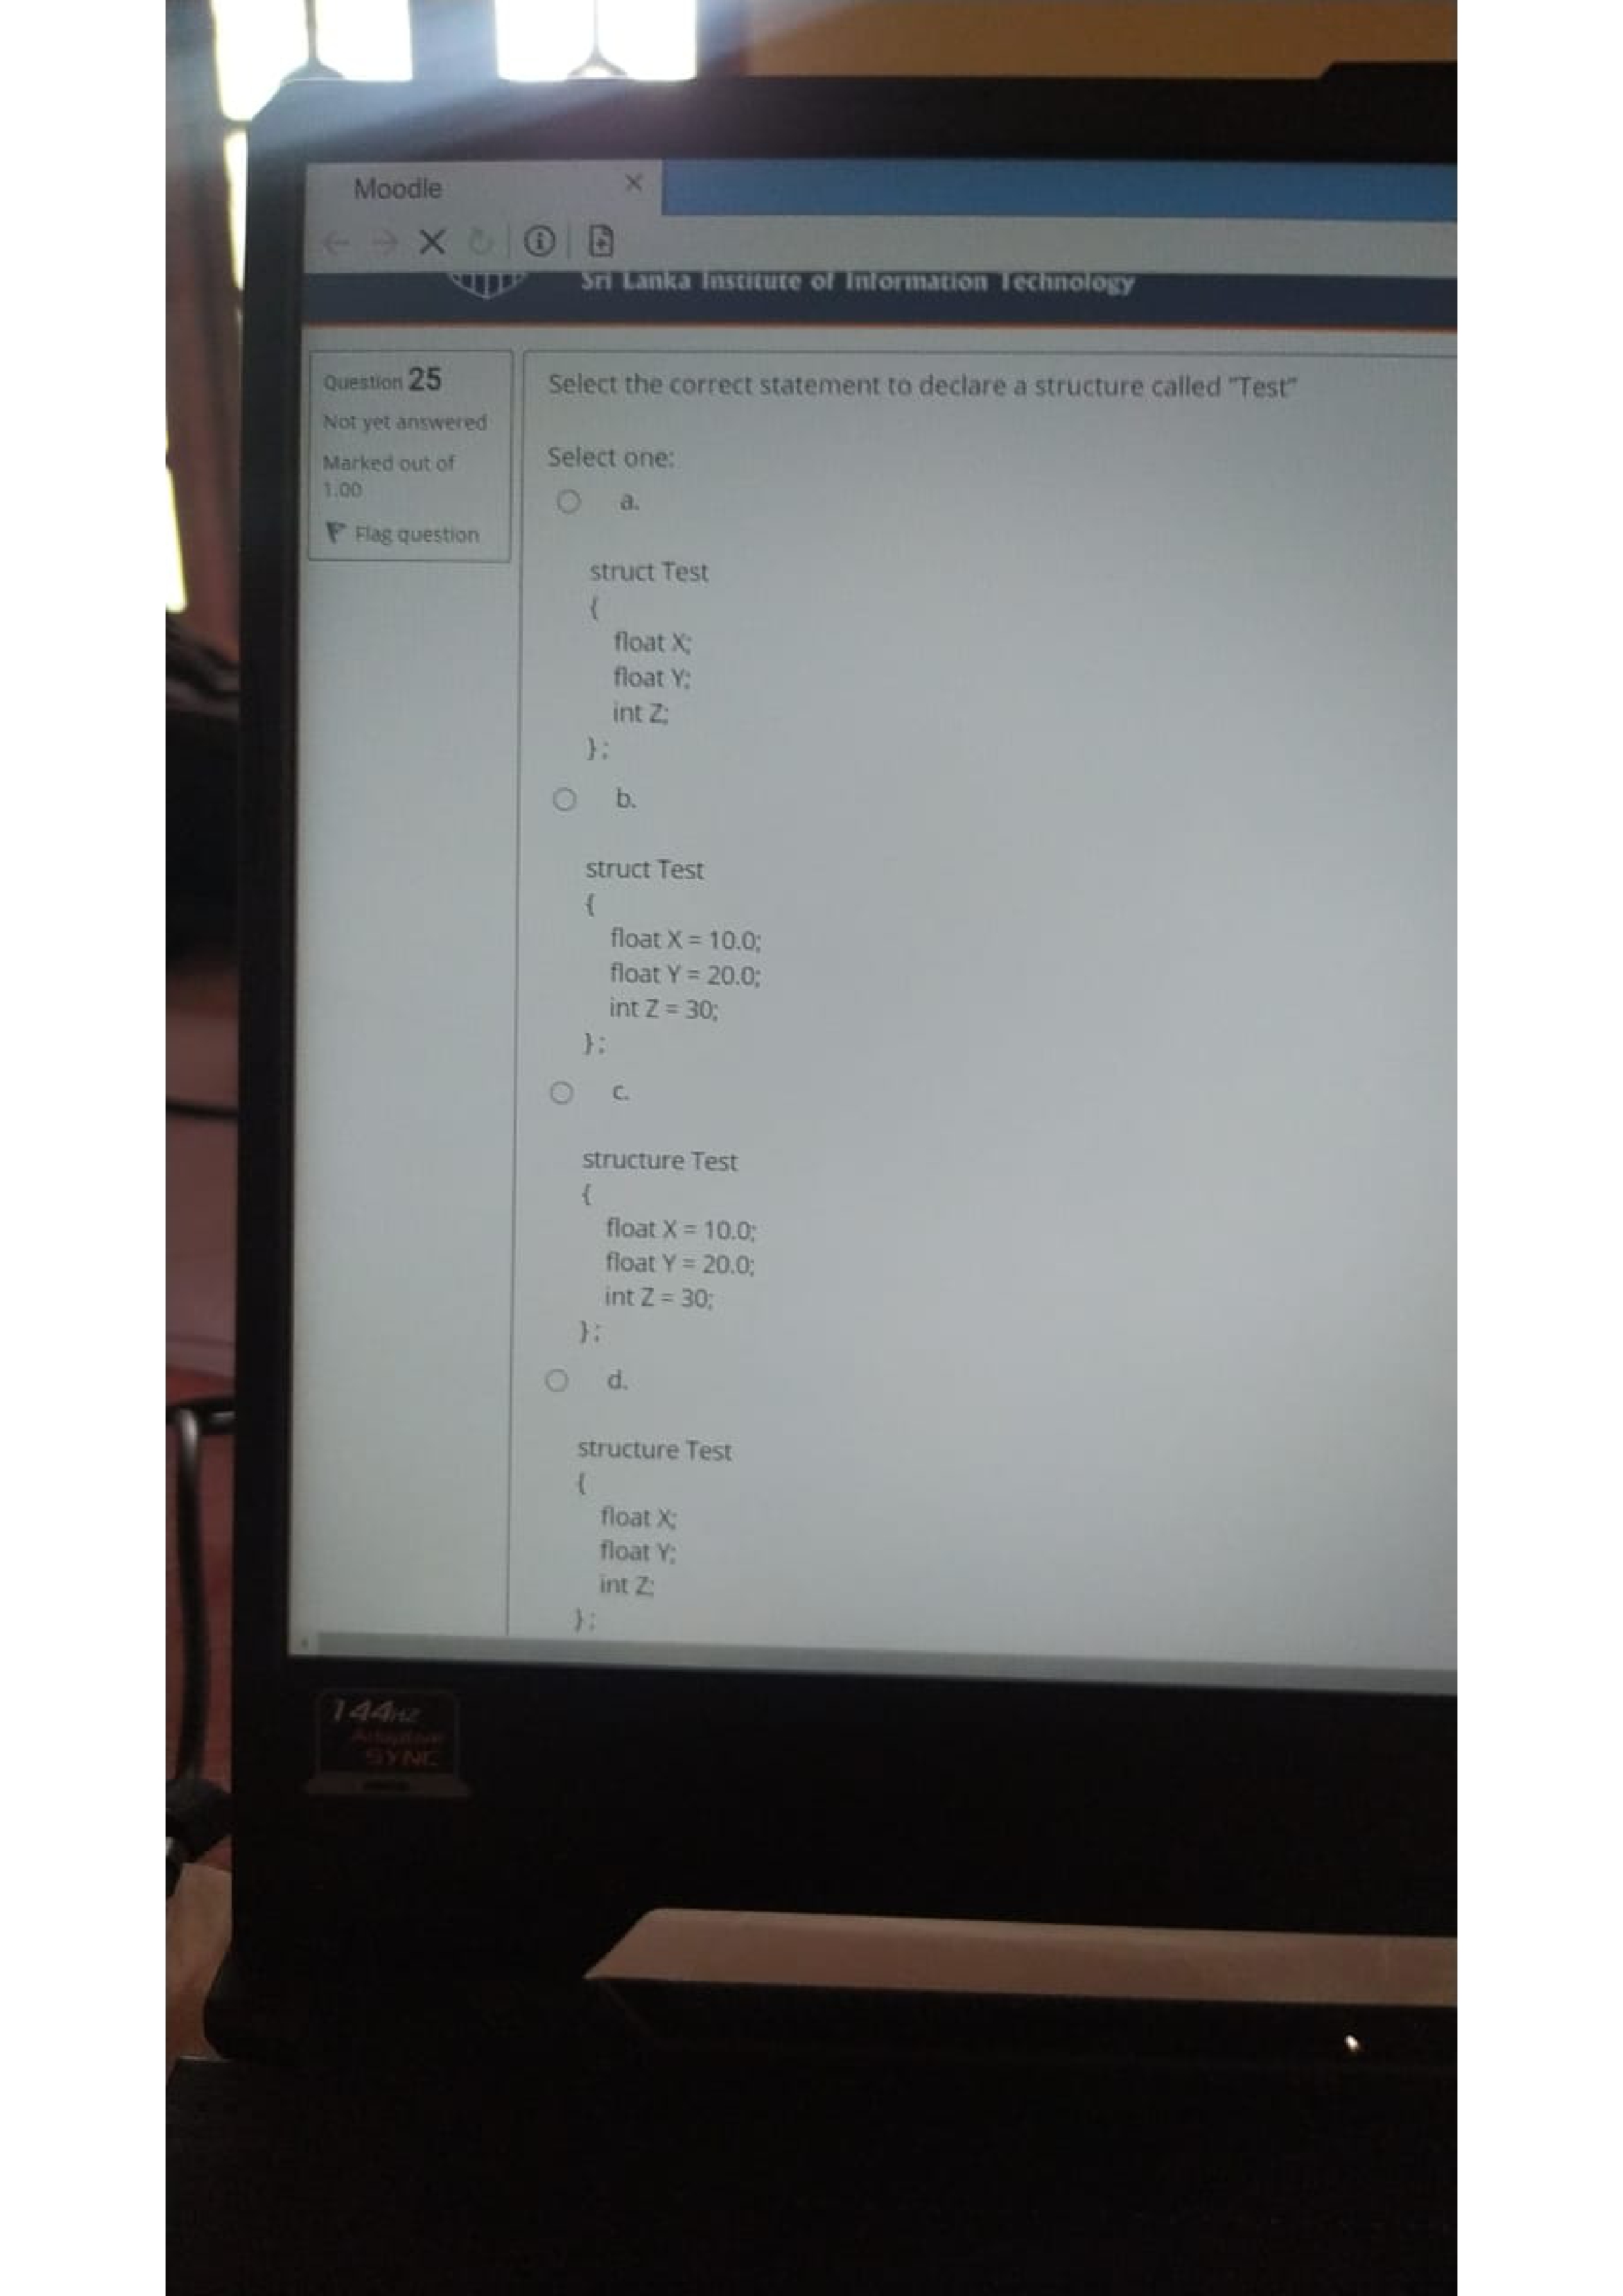 Moodle
Sri Lanka Institute of Information Technology
Question 25
Not yet answered
Marked out of
1.00
Flag question
Select the correct statement to declare a structure called "Test"
Select one:
a.
struct Test
{
float X;
float Y;
int Z;
};
b.
struct Test
{
float X = 10.0;
float Y = 20.0;
int Z = 30;
};
c.
structure Test
{
float X = 10.0;
float Y = 20.0;
int Z = 30;
};
d.
structure Test
{
float X;
float Y;
int Z;
};
144Hz
Adaptive
SYNC